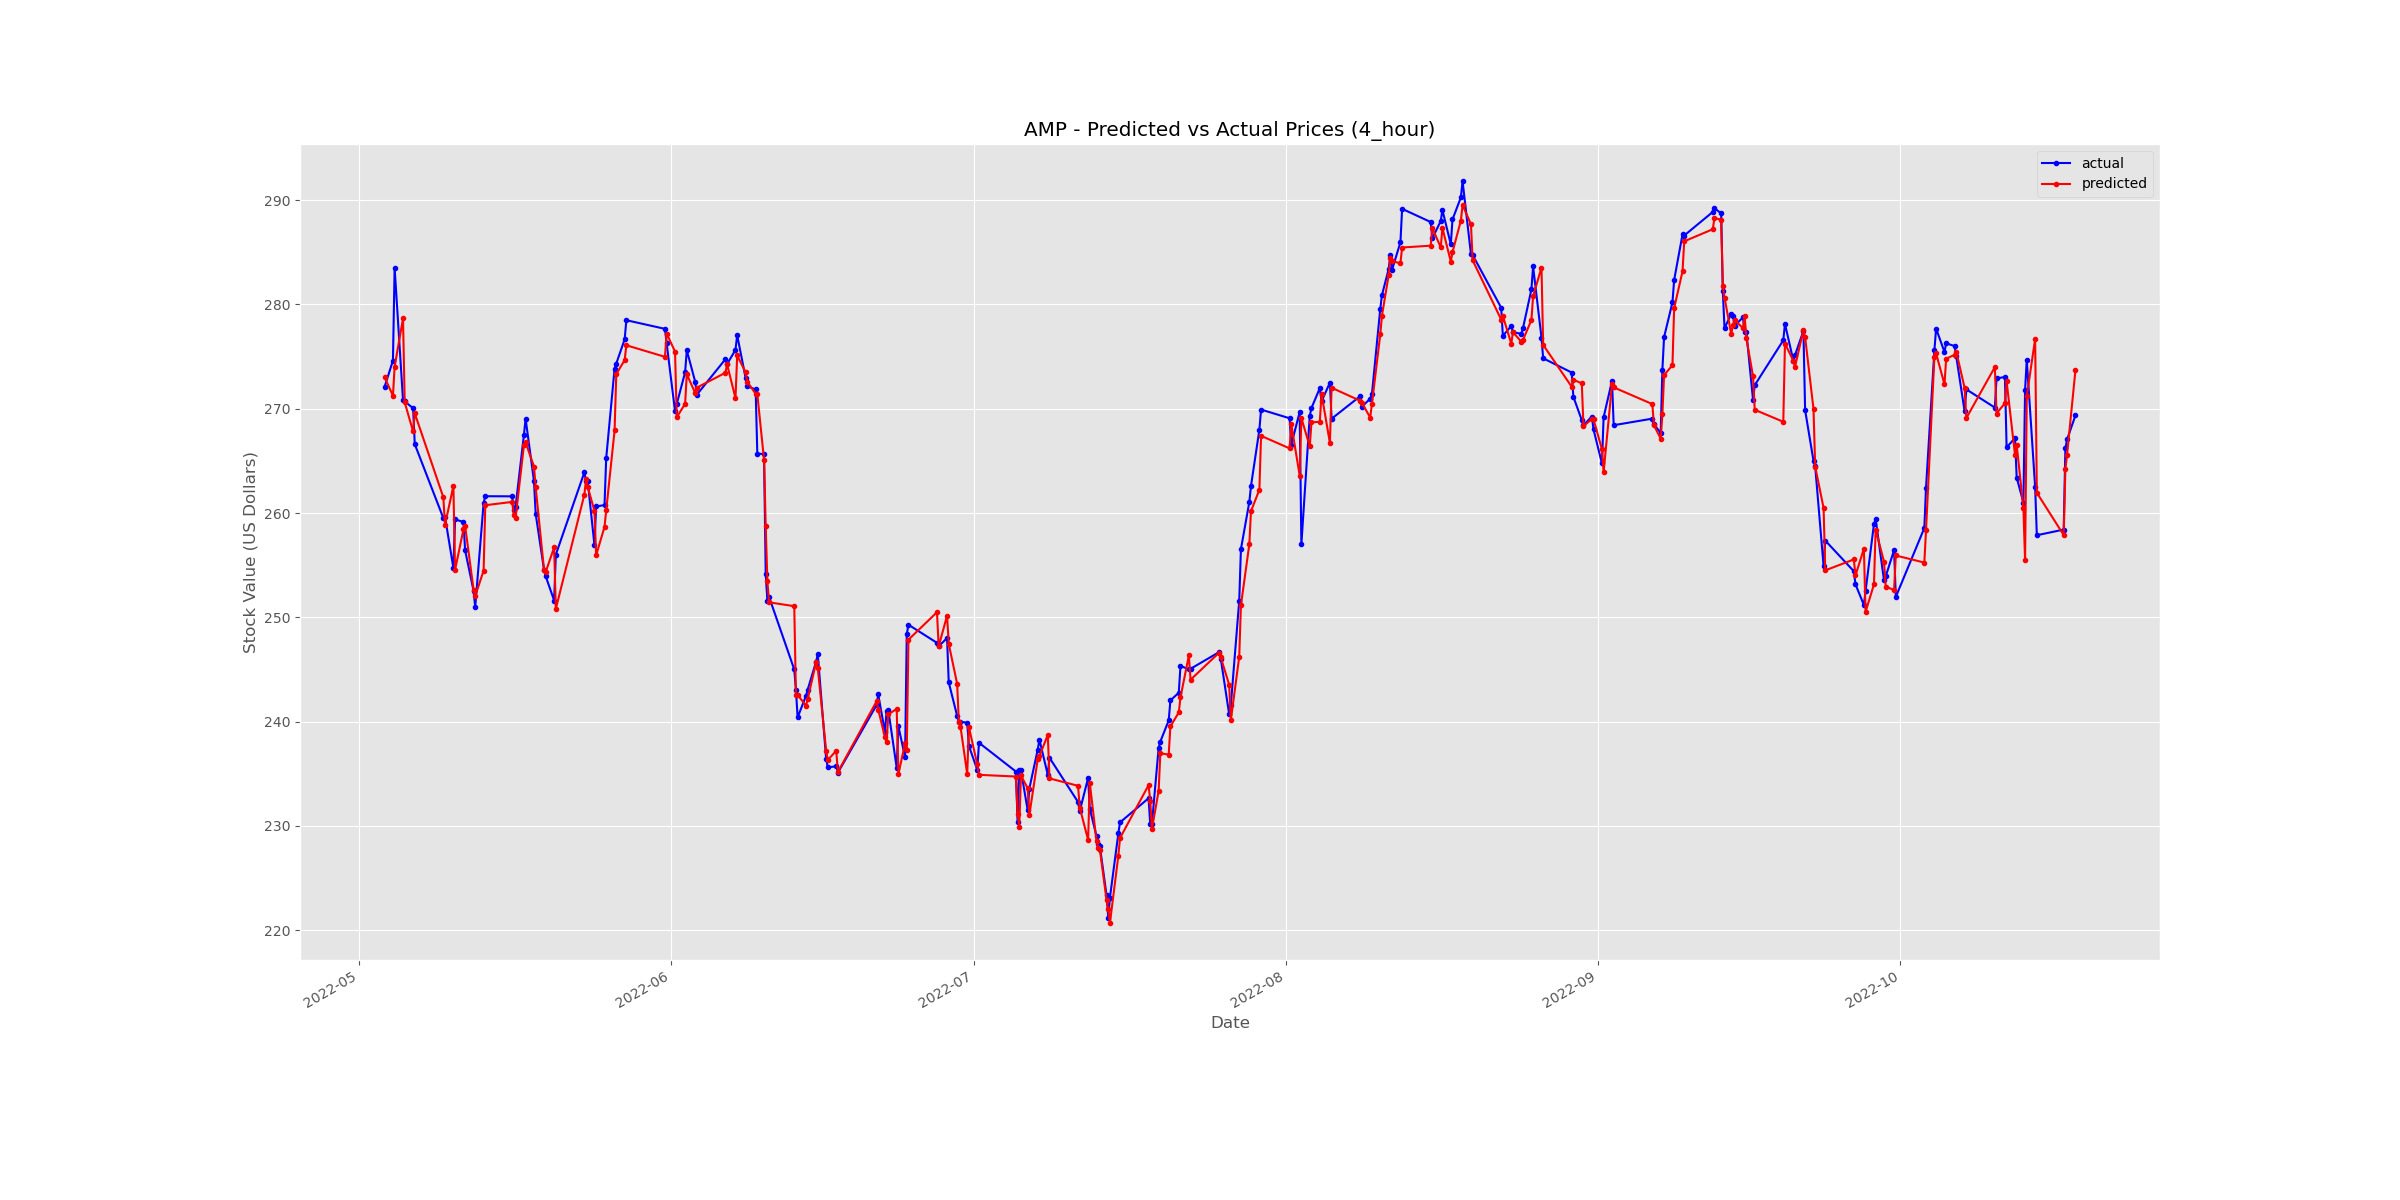 AMP - Predicted vs Actual Prices (4_hour)
actual
predicted
290
280
270
260
250
240
230
220
Stock Value (US Dollars)
2022-05
2022-06
2022-07
2022-08
2022-09
2022-10
Date